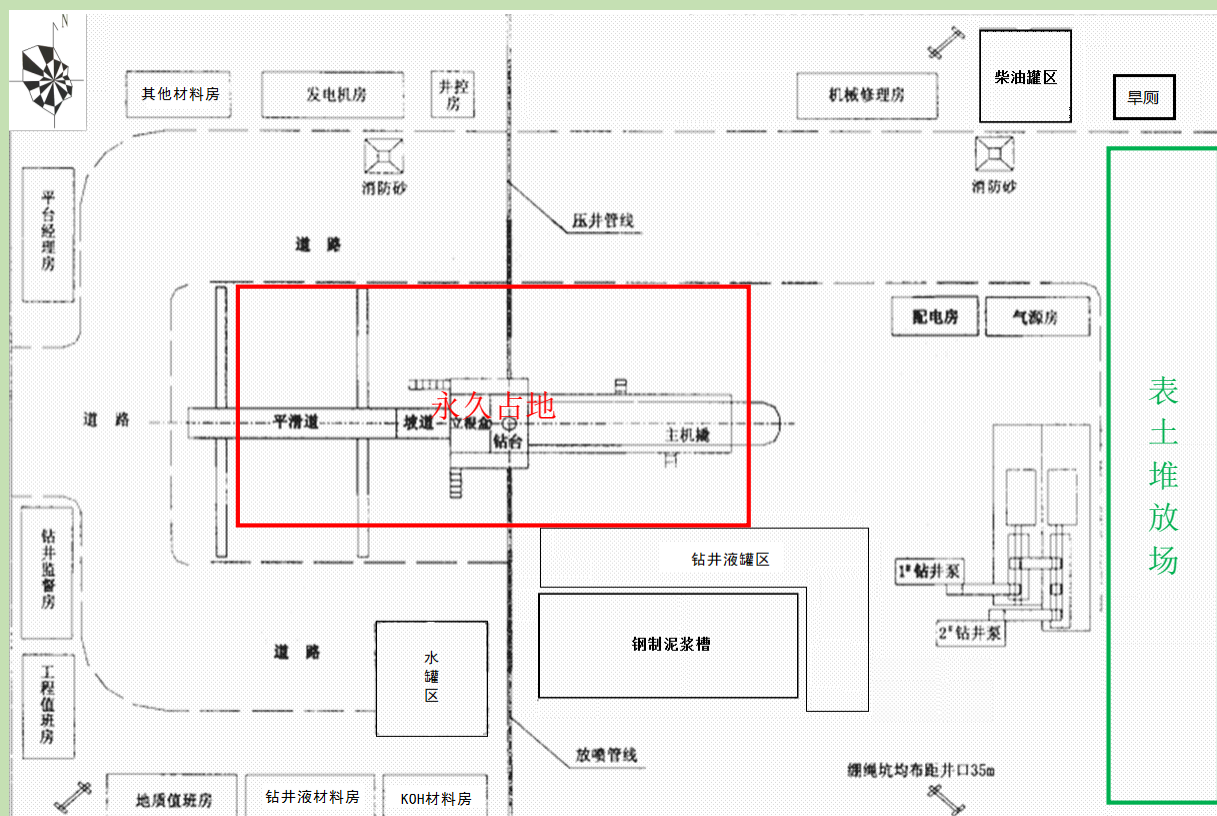 N
其他材料房
发电机房
井控
房
机械修理房
柴油罐区
旱厕
消防砂
消防砂
平台经理房
压井管线
道 路
配电房
气源房
永久占地
表土堆放场
道 路
平滑道
坡道
立根盒
钻台
主机撬
钻井监督房
钻井液罐区
1#钻井泵
2#钻井泵
钢制泥浆槽
道 路
水罐区
工程值班房
放喷管线
绷绳坑均布距井口35m
地质值班房
钻井液材料房
KOH材料房